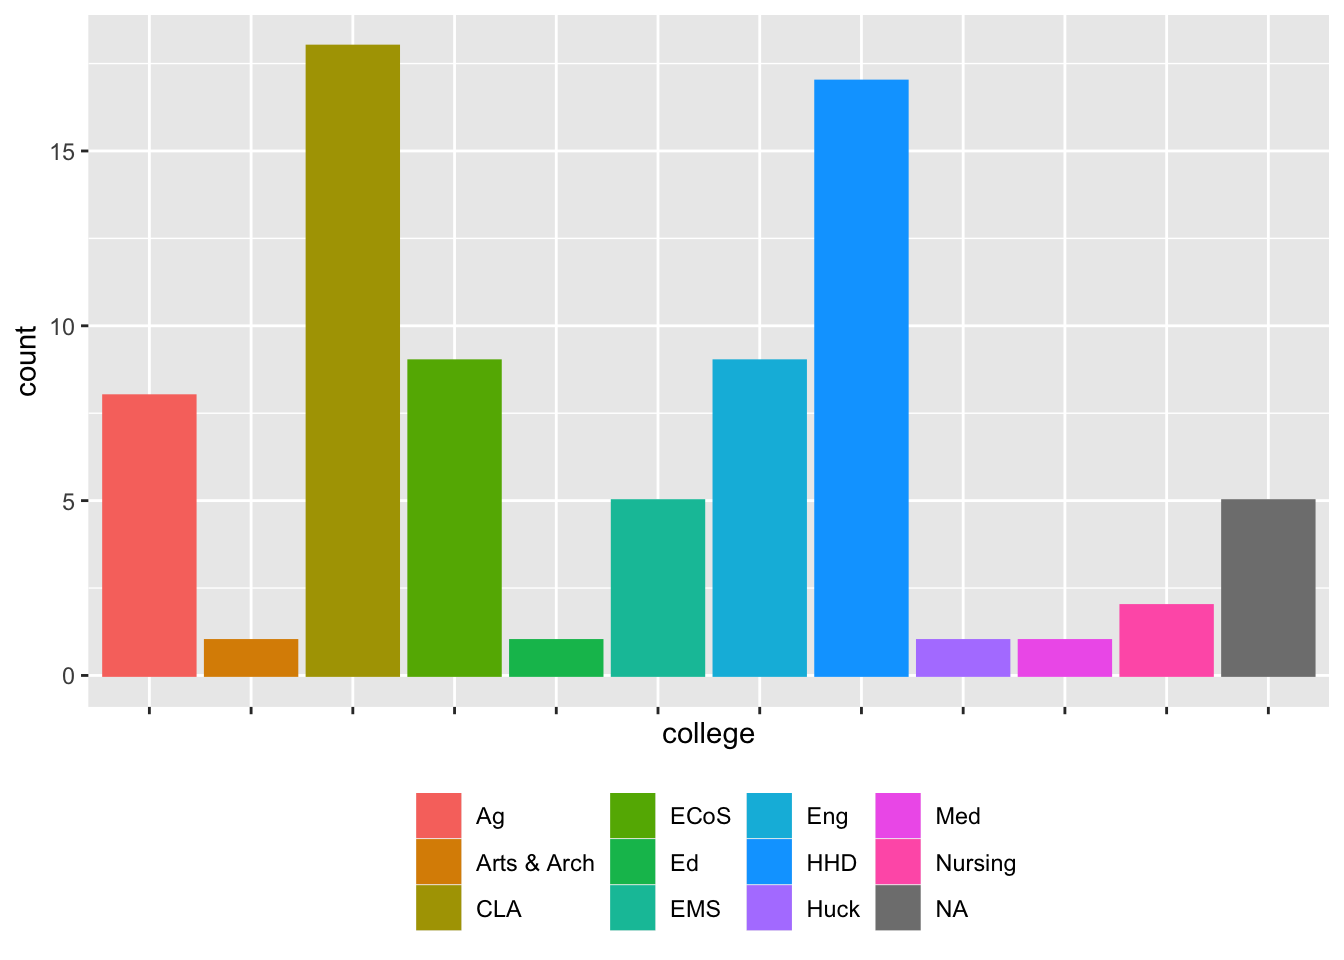 count
15
10
5
0
college
Ag
Arts & Arch
CLA
ECoS
Ed
EMS
Eng
HHD
Huck
Med
Nursing
NA